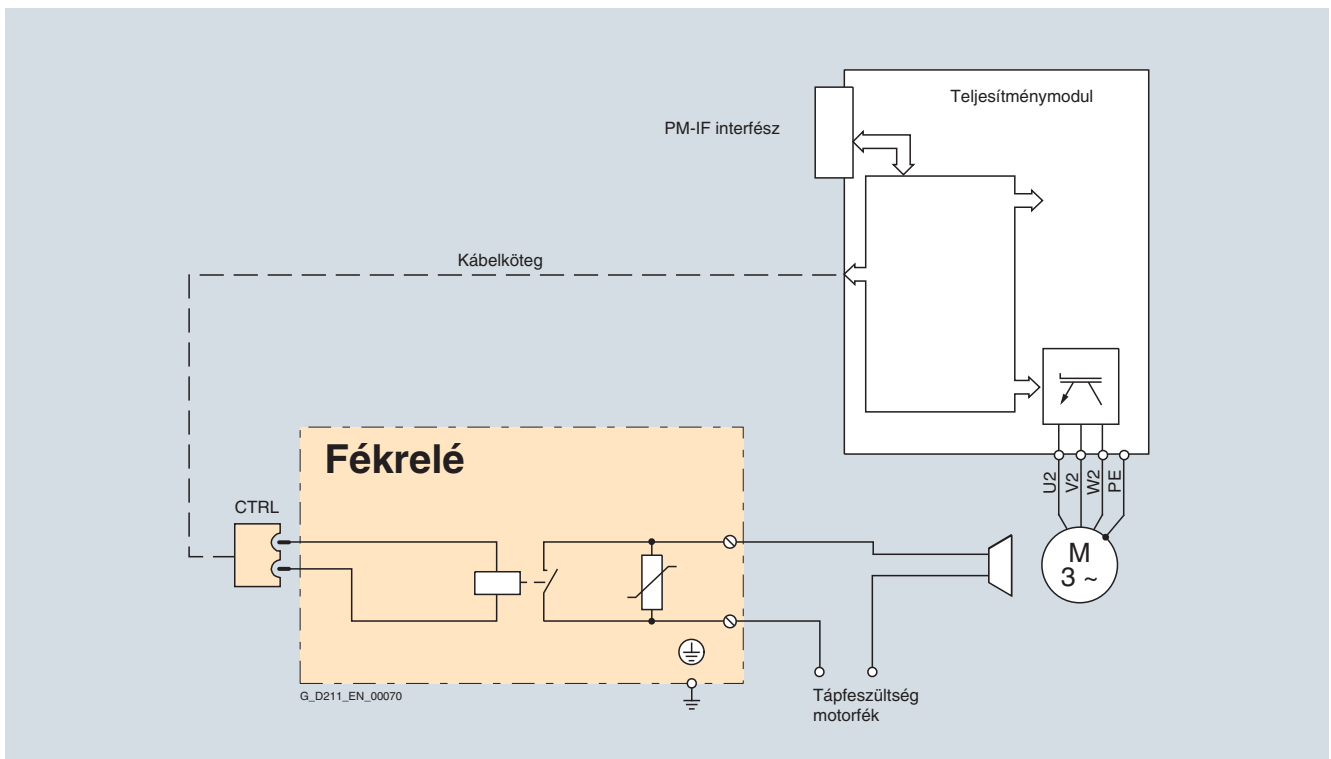 Teljesítménymodul
PM-IF interfész
Kábelköteg
Fékrelé
CTRL
U2
V2
W2
PE
M
3 ~
G_D211_EN_00070
Tápfeszültség
motorfék